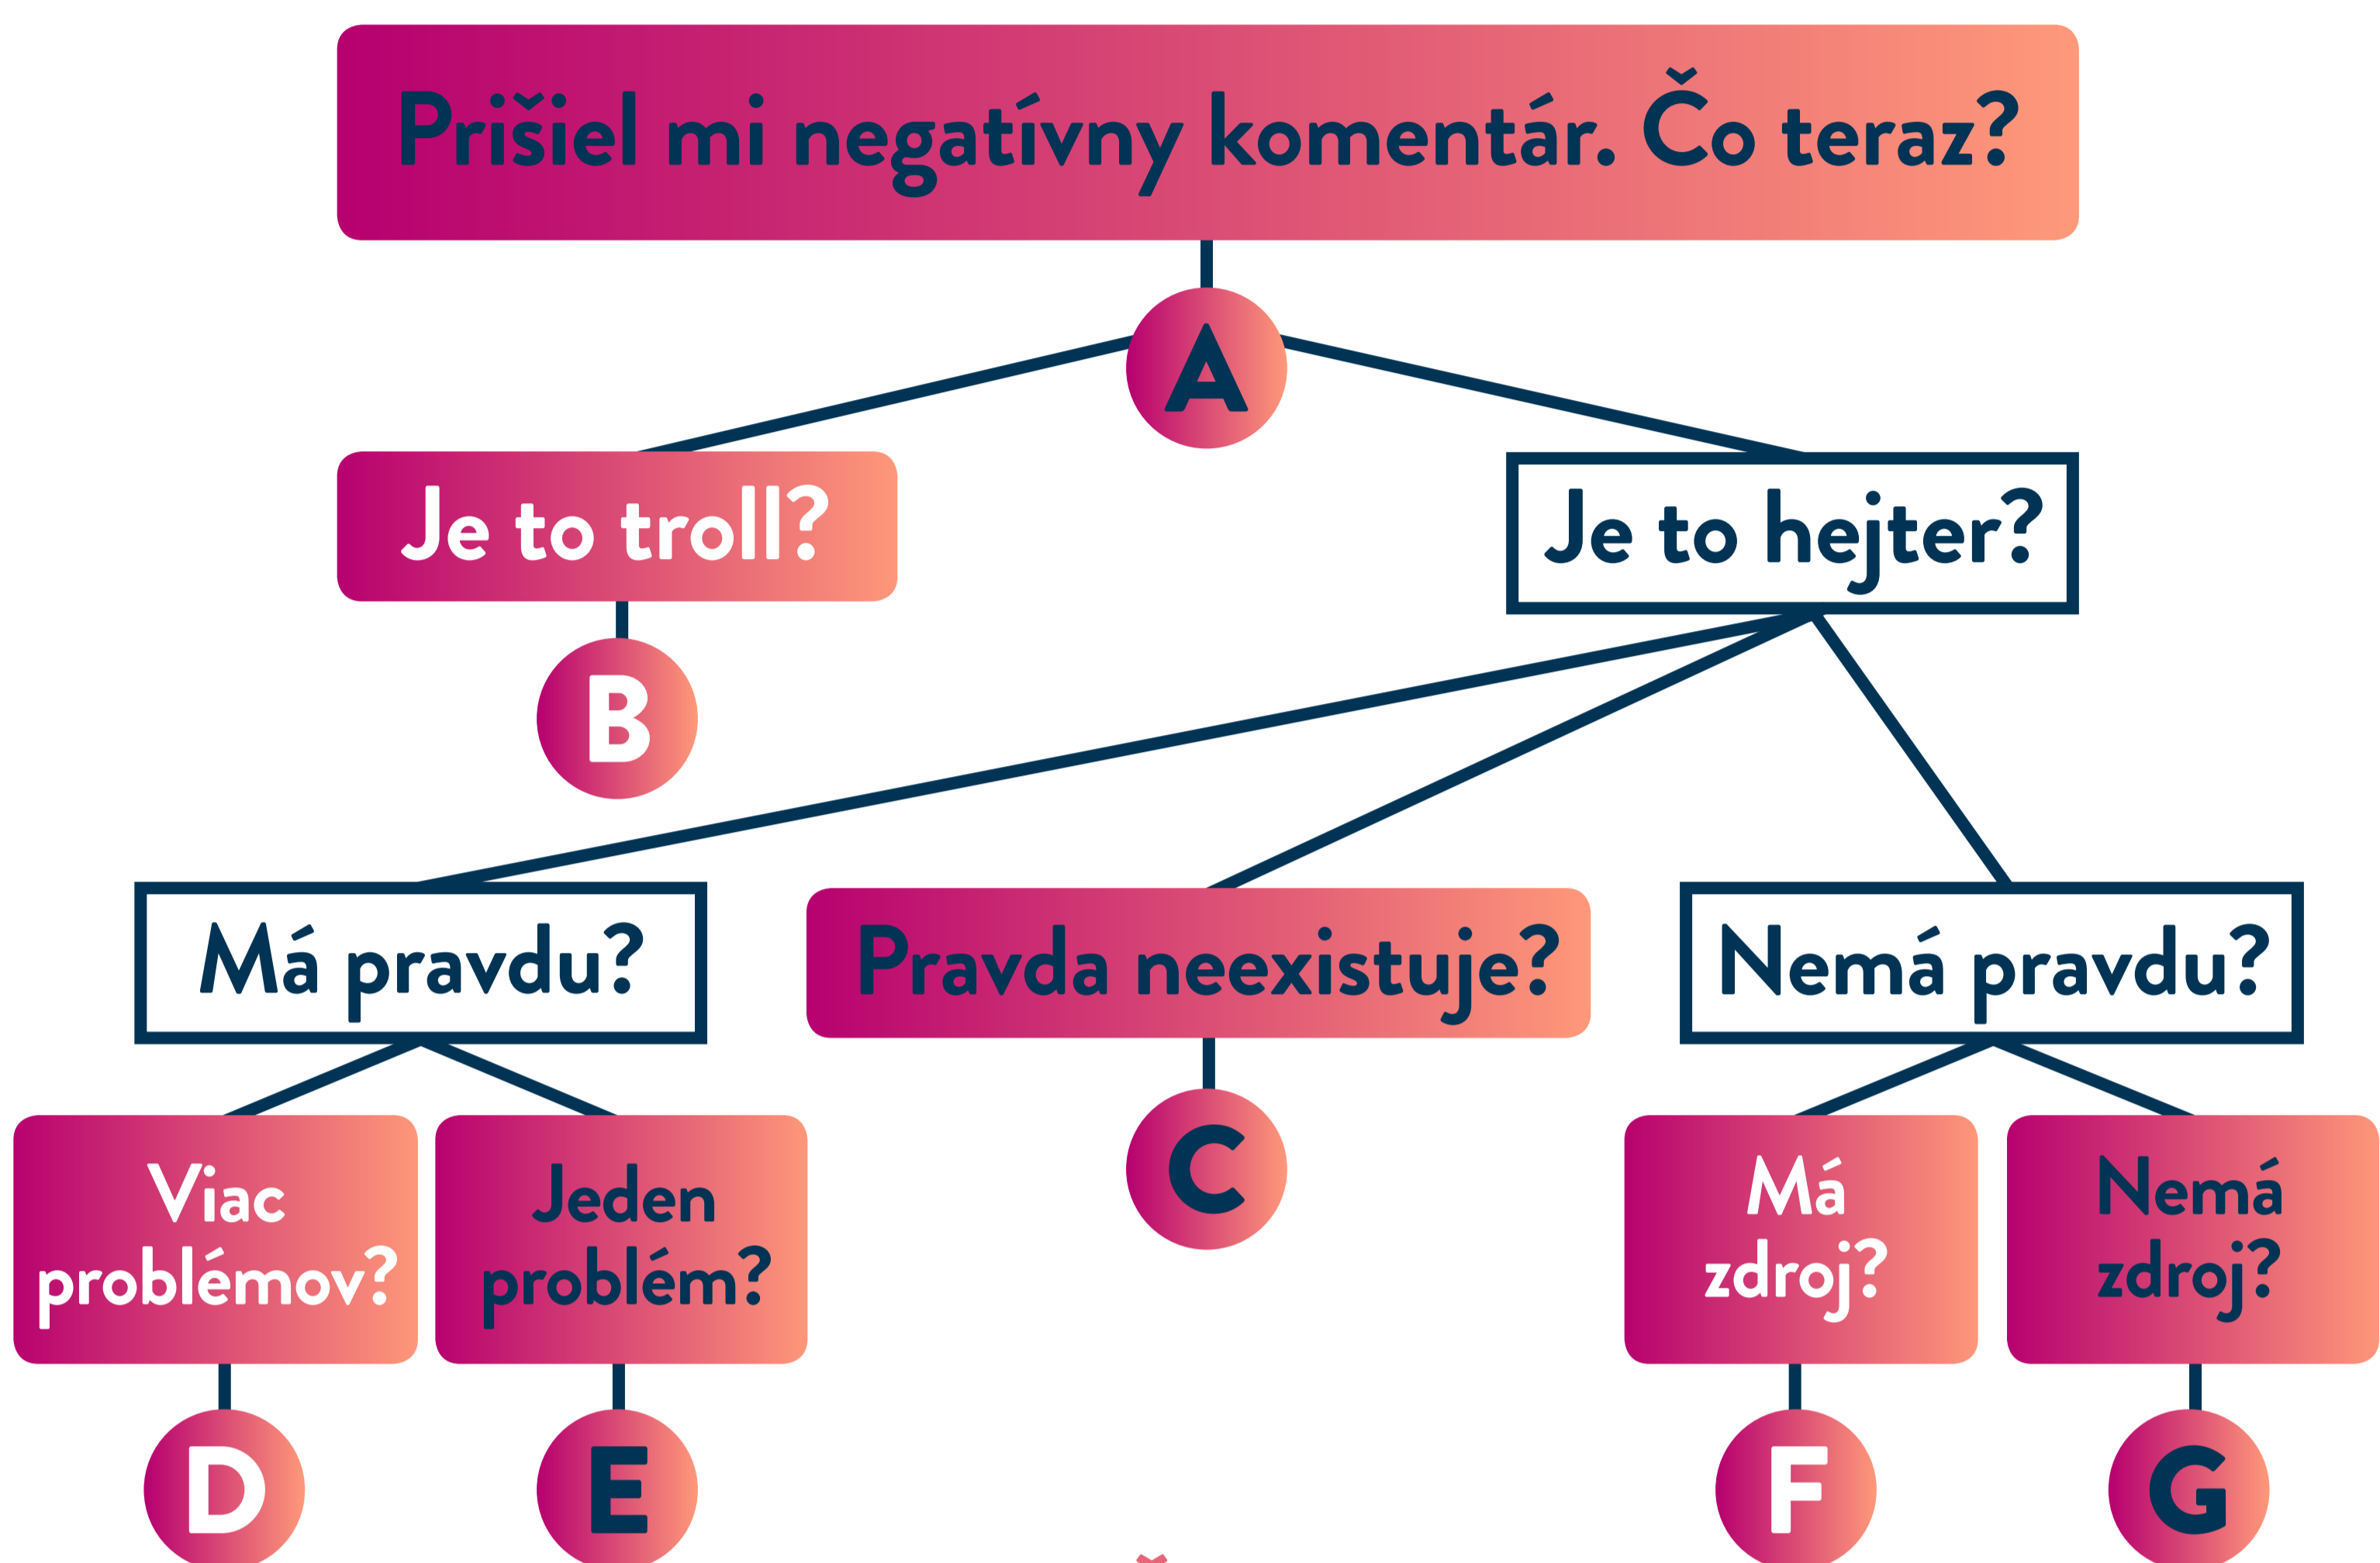 Prišiel mi negatívny komentár. Čo teraz?
A
Je to troll?
Je to hejter?
B
Má pravdu?
Pravda neexistuje?
Nemá pravdu?
C
Viac
problémov?
Jeden
problém?
Má
zdroj?
Nemá
zdroj?
D
E
F
G